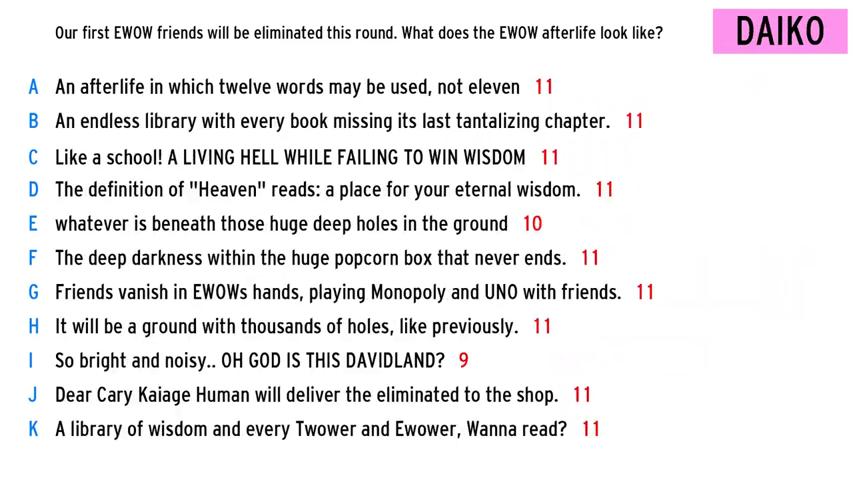 Our first EWOW friends will be eliminated this round. What does the EWOW afterlife look like?
DAIKO
A An afterlife in which twelve words may be used, not eleven 11
B An endless library with every book missing its last tantalizing chapter. 11
C Like a school! A LIVING HELL WHILE FAILING TO WIN WISDOM 11
D The definition of "Heaven" reads: a place for your eternal wisdom. 11
E whatever is beneath those huge deep holes in the ground 10
F The deep darkness within the huge popcorn box that never ends. 11
G Friends vanish in EWOWs hands, playing Monopoly and UNO with friends. 11
H It will be a ground with thousands of holes, like previously. 11
I So bright and noisy.. OH GOD IS THIS DAVIDLAND? 9
J Dear Cary Kaiage Human will deliver the eliminated to the shop. 11
K A library of wisdom and every Twower and Ewower, Wanna read? 11